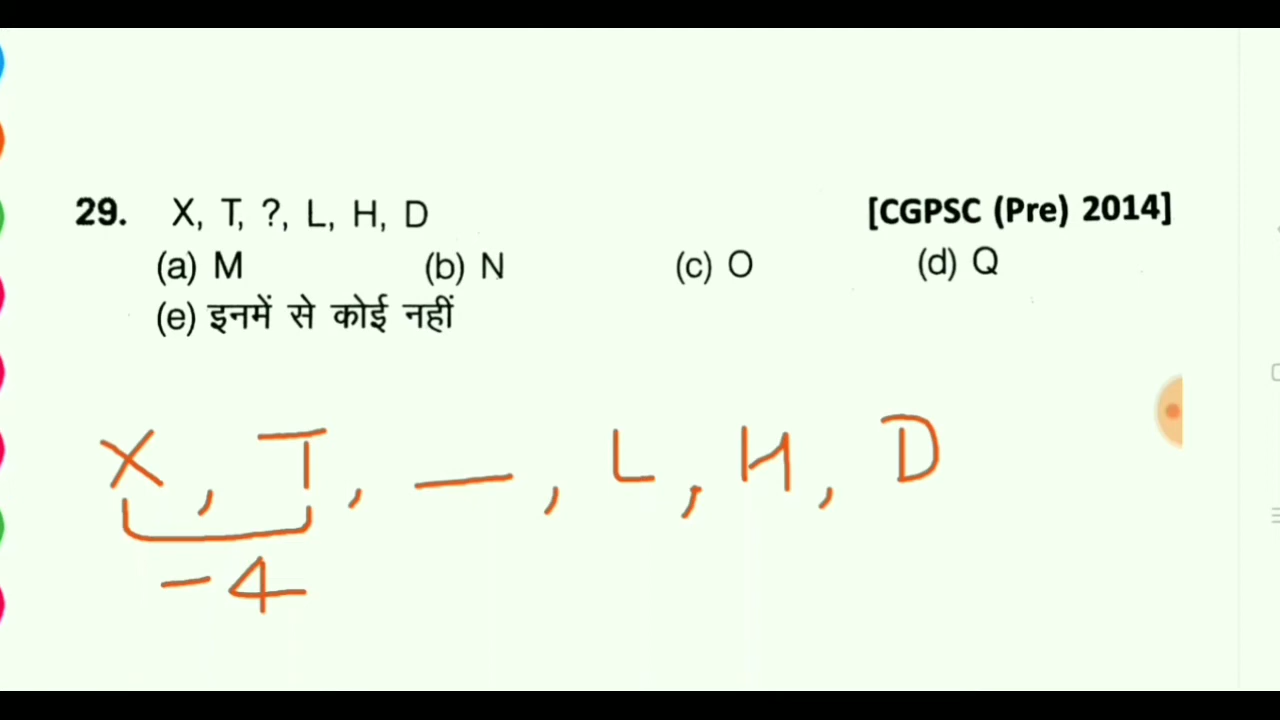 29. X, T, ?, L, H, D [CGPSC (Pre) 2014]
(a) M (b) N (c) O (d) Q
(e) इनमें से कोई नहीं
X, T, —, L, H, D
-4